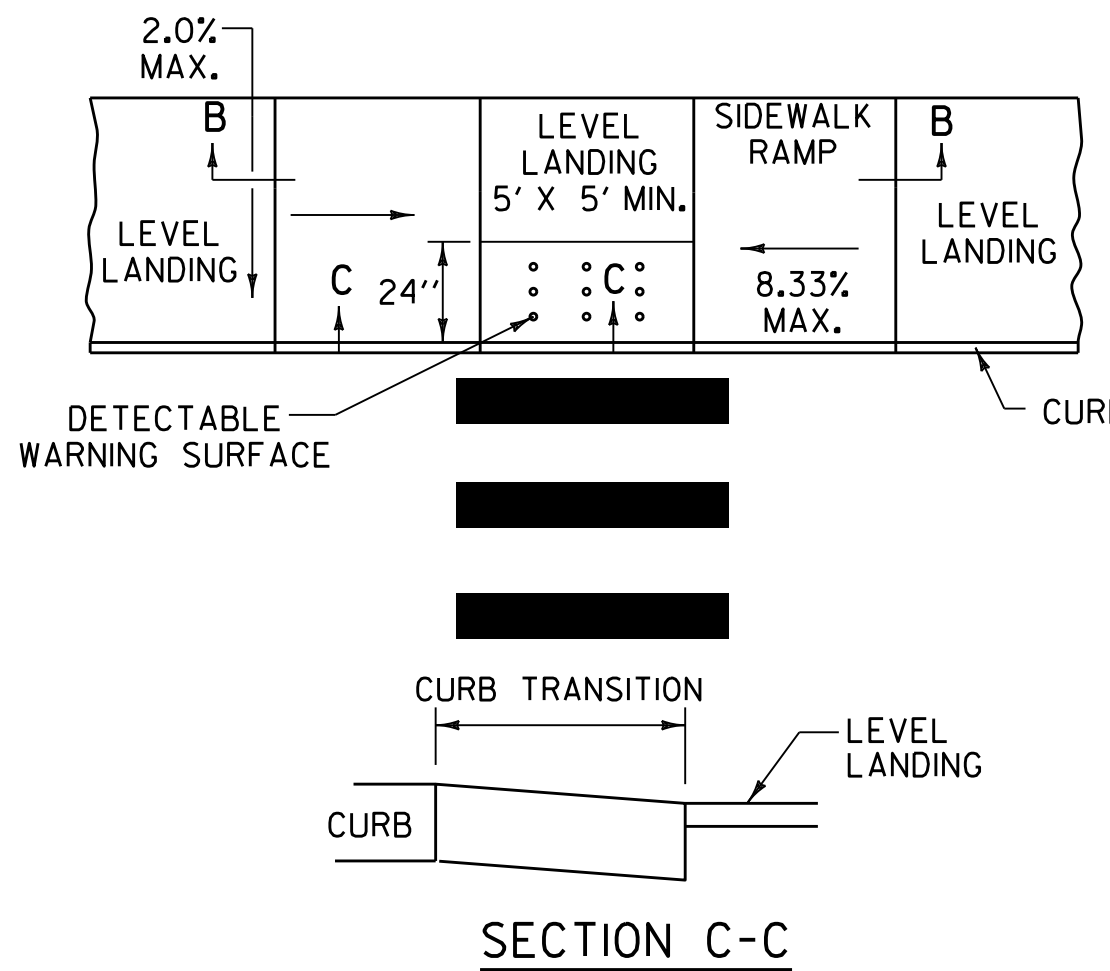 2.0%
MAX.
B
LEVEL
LANDING
C
24''
LEVEL
LANDING
5' X 5' MIN.
C
SIDEWALK
RAMP
8.33%
MAX.
B
LEVEL
LANDING
DETECTABLE
WARNING SURFACE
CURB TRANSITION
LEVEL
LANDING
CURB
SECTION C-C